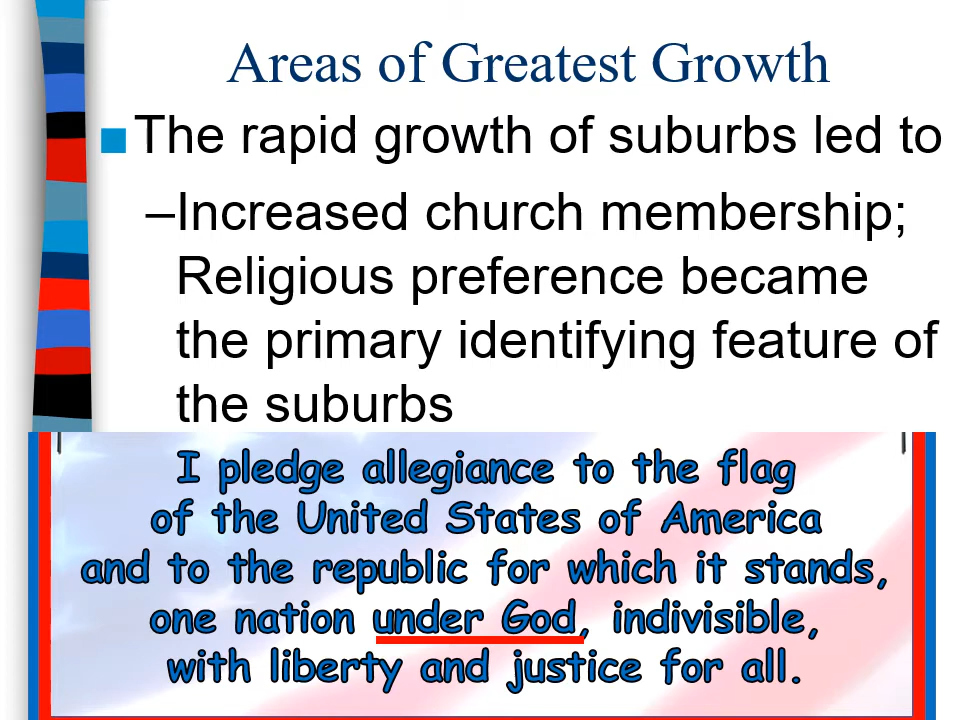 Areas of Greatest Growth
■The rapid growth of suburbs led to
–Increased church membership;
Religious preference became
the primary identifying feature of
the suburbs
I pledge allegiance to the flag
of the United States of America
and to the republic for which it stands,
one nation under God, indivisible,
with liberty and justice for all.